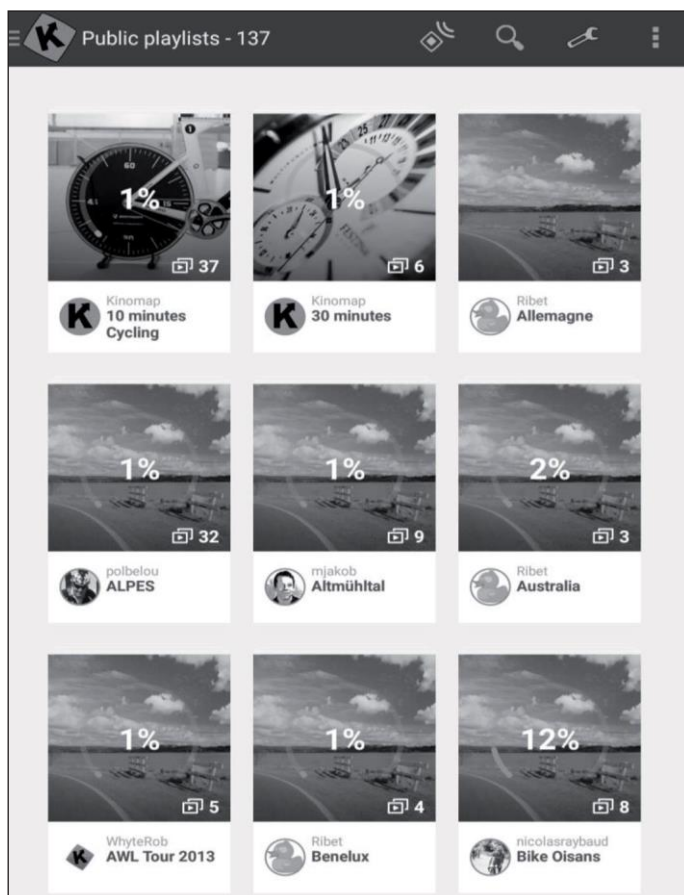 Public playlists - 137
1%
37
Kinomap
10 minutes
Cycling
1%
6
Kinomap
30 minutes
3
Ribet
Allemagne
1%
32
polbelou
ALPES
1%
9
mjakob
Altmühltal
2%
3
Ribet
Australia
1%
5
WhyteRob
AWL Tour 2013
1%
4
Ribet
Benelux
12%
8
nicolasraybaud
Bike Oisans